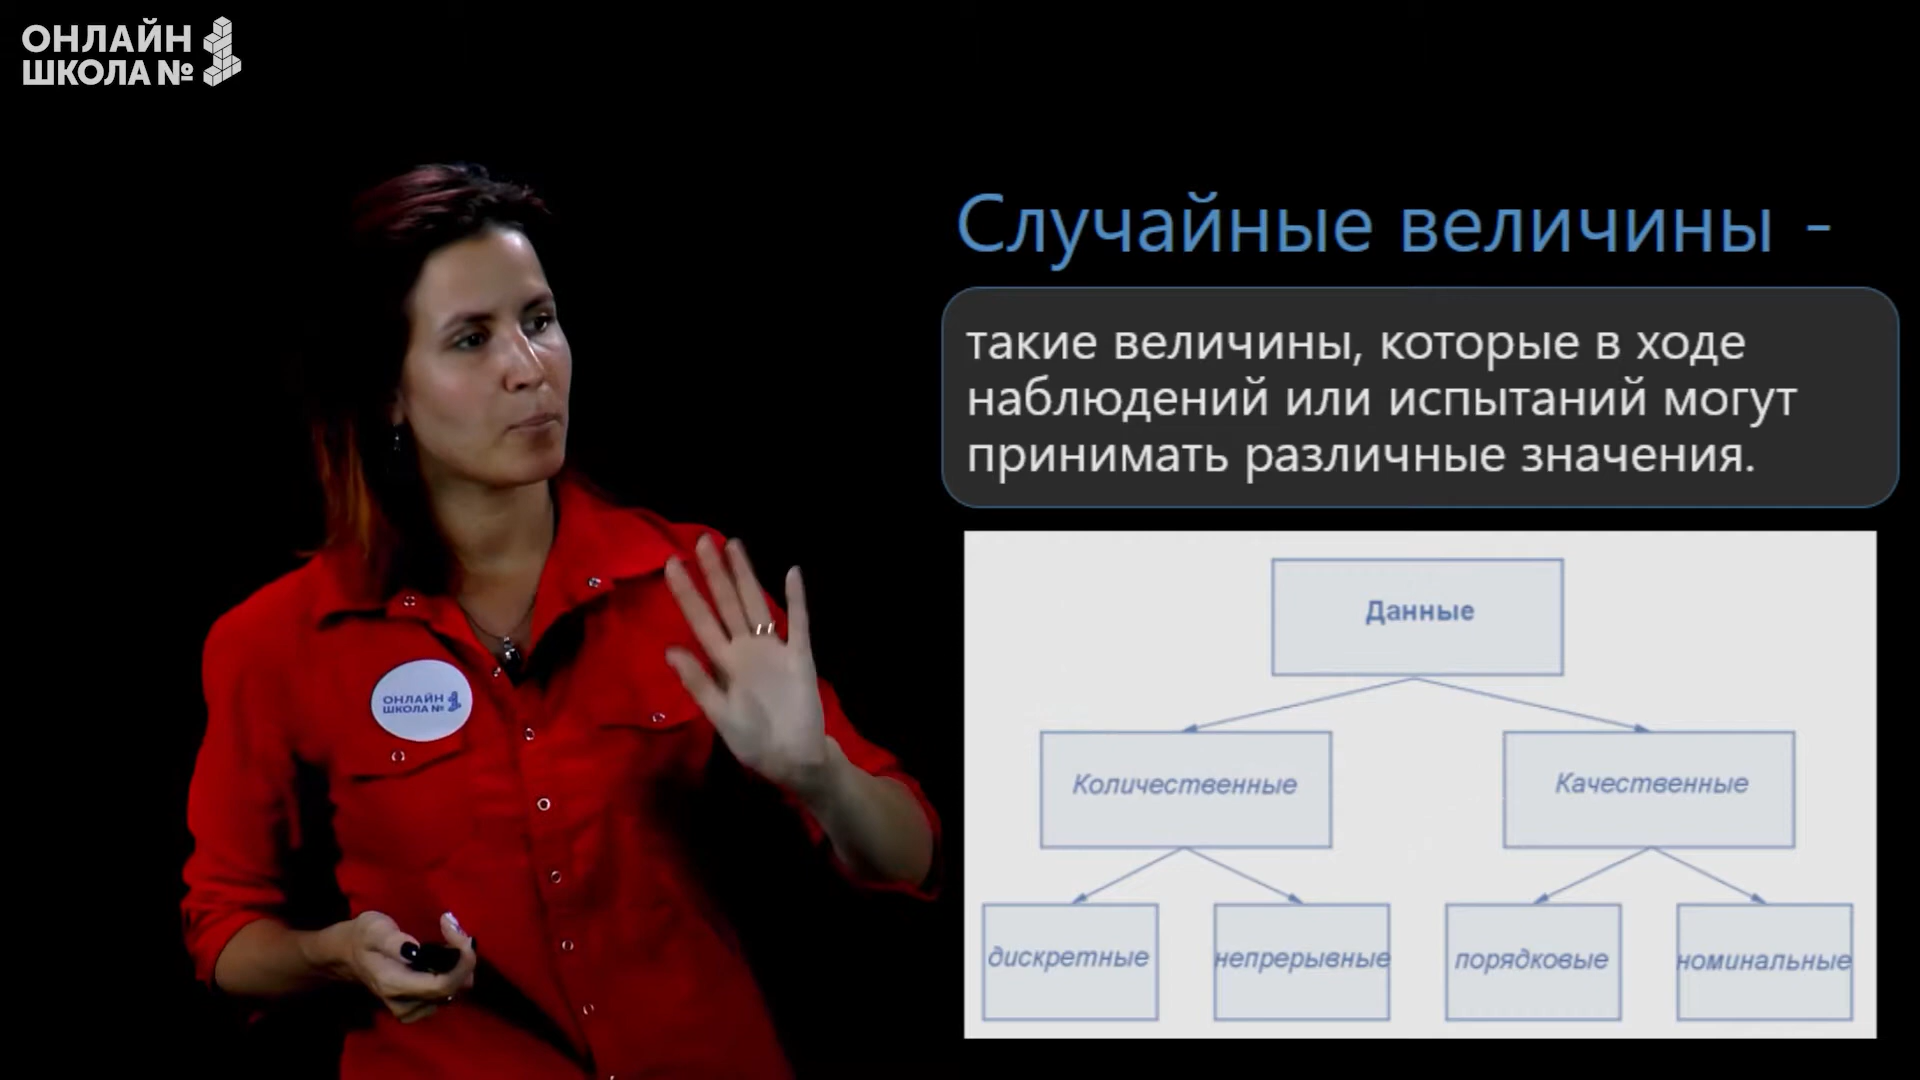 ОНЛАЙН
ШКОЛА №
Случайные величины -
такие величины, которые в ходе
наблюдений или испытаний могут
принимать различные значения.
ОНЛАЙН
ШКОЛА №
Данные
Количественные
Качественные
дискретные
непрерывные
порядковые
номинальные